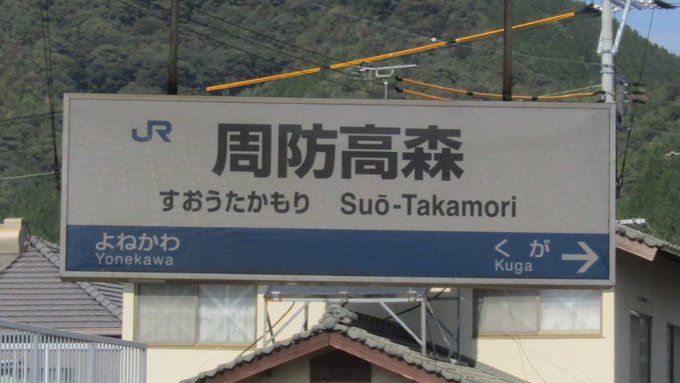 JR 周防高森
すおうたかもり Suō-Takamori
よねかわ くが
Yonekawa Kuga